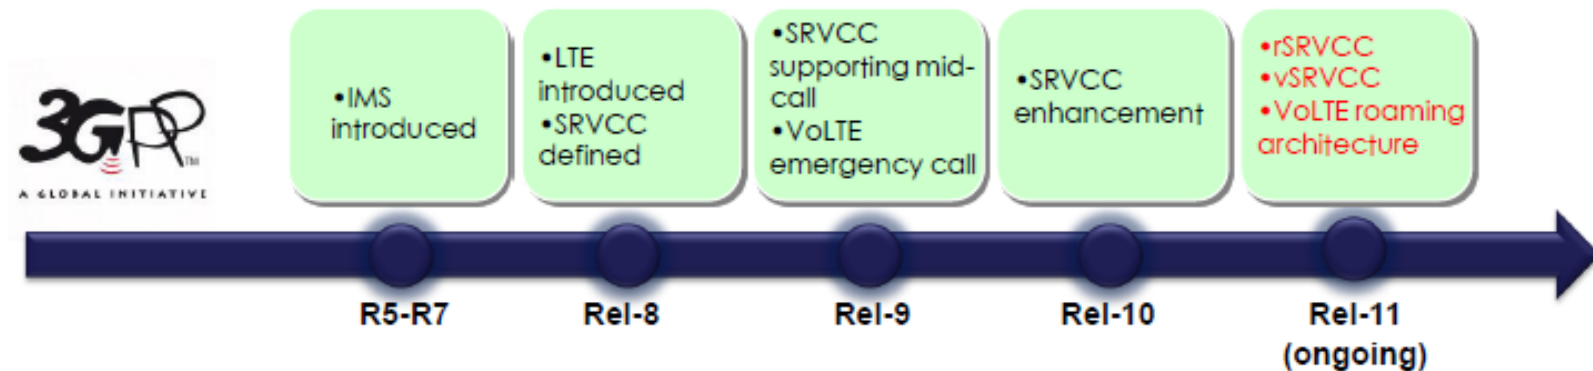 3GPP™
A GLOBAL INITIATIVE
•IMS
introduced
•LTE
introduced
•SRVCC
defined
•SRVCC
supporting mid-
call
•VoLTE
emergency call
•SRVCC
enhancement
•rSRVCC
•vSRVCC
•VoLTE roaming
architecture
R5-R7
Rel-8
Rel-9
Rel-10
Rel-11
(ongoing)